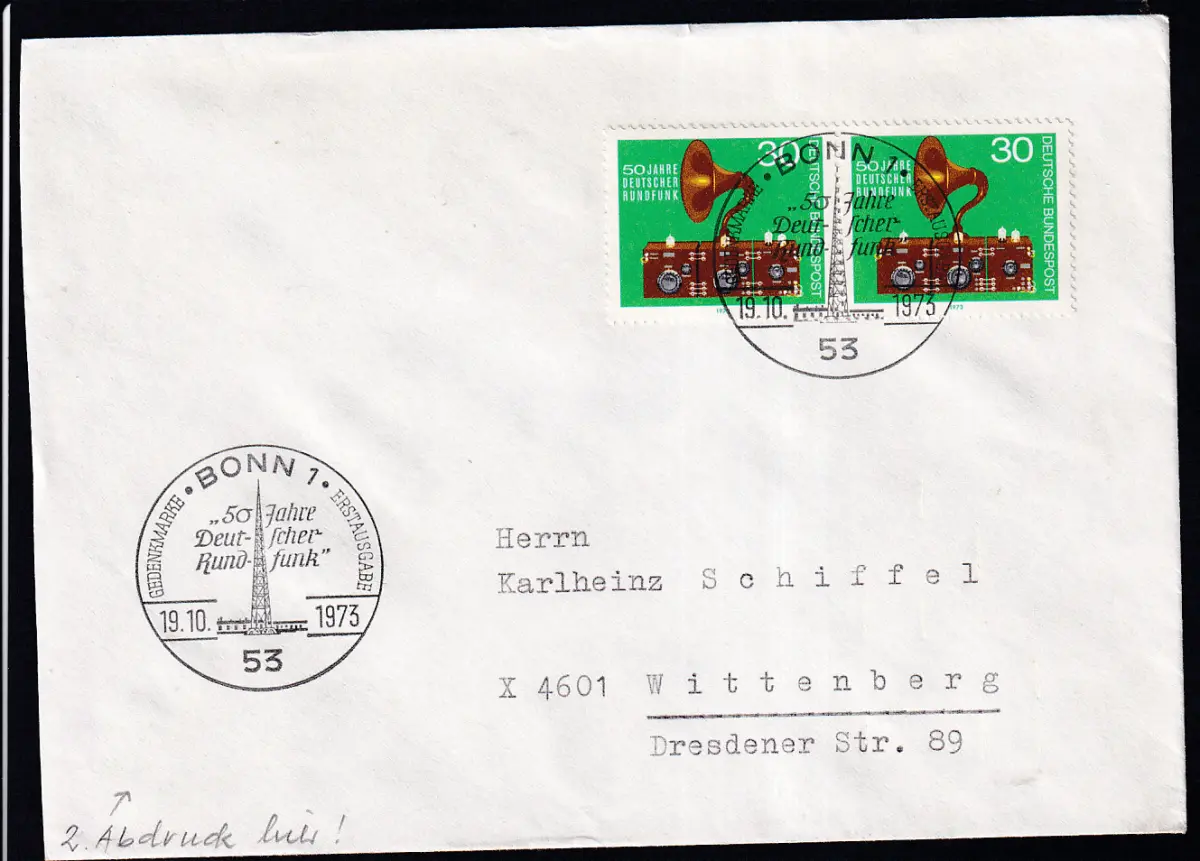 50 JAHRE
DEUTSCHER
RUNDFUNK
30
DEUTSCHE BUNDESPOST
50 JAHRE
DEUTSCHER
RUNDFUNK
30
DEUTSCHE BUNDESPOST
1973
• BONN 1 •
„50 Jahre
Deut- scher
Rund- funk”
19.10. 1973
53
• BONN 1 •
GEDENKMARKE
ERSTAUSGABE
„50 Jahre
Deut- scher
Rund- funk”
19.10. 1973
53
Herrn
Karlheinz Schiffel
X 4601 Wittenberg
Dresdener Str. 89
2. Abdruck hier!